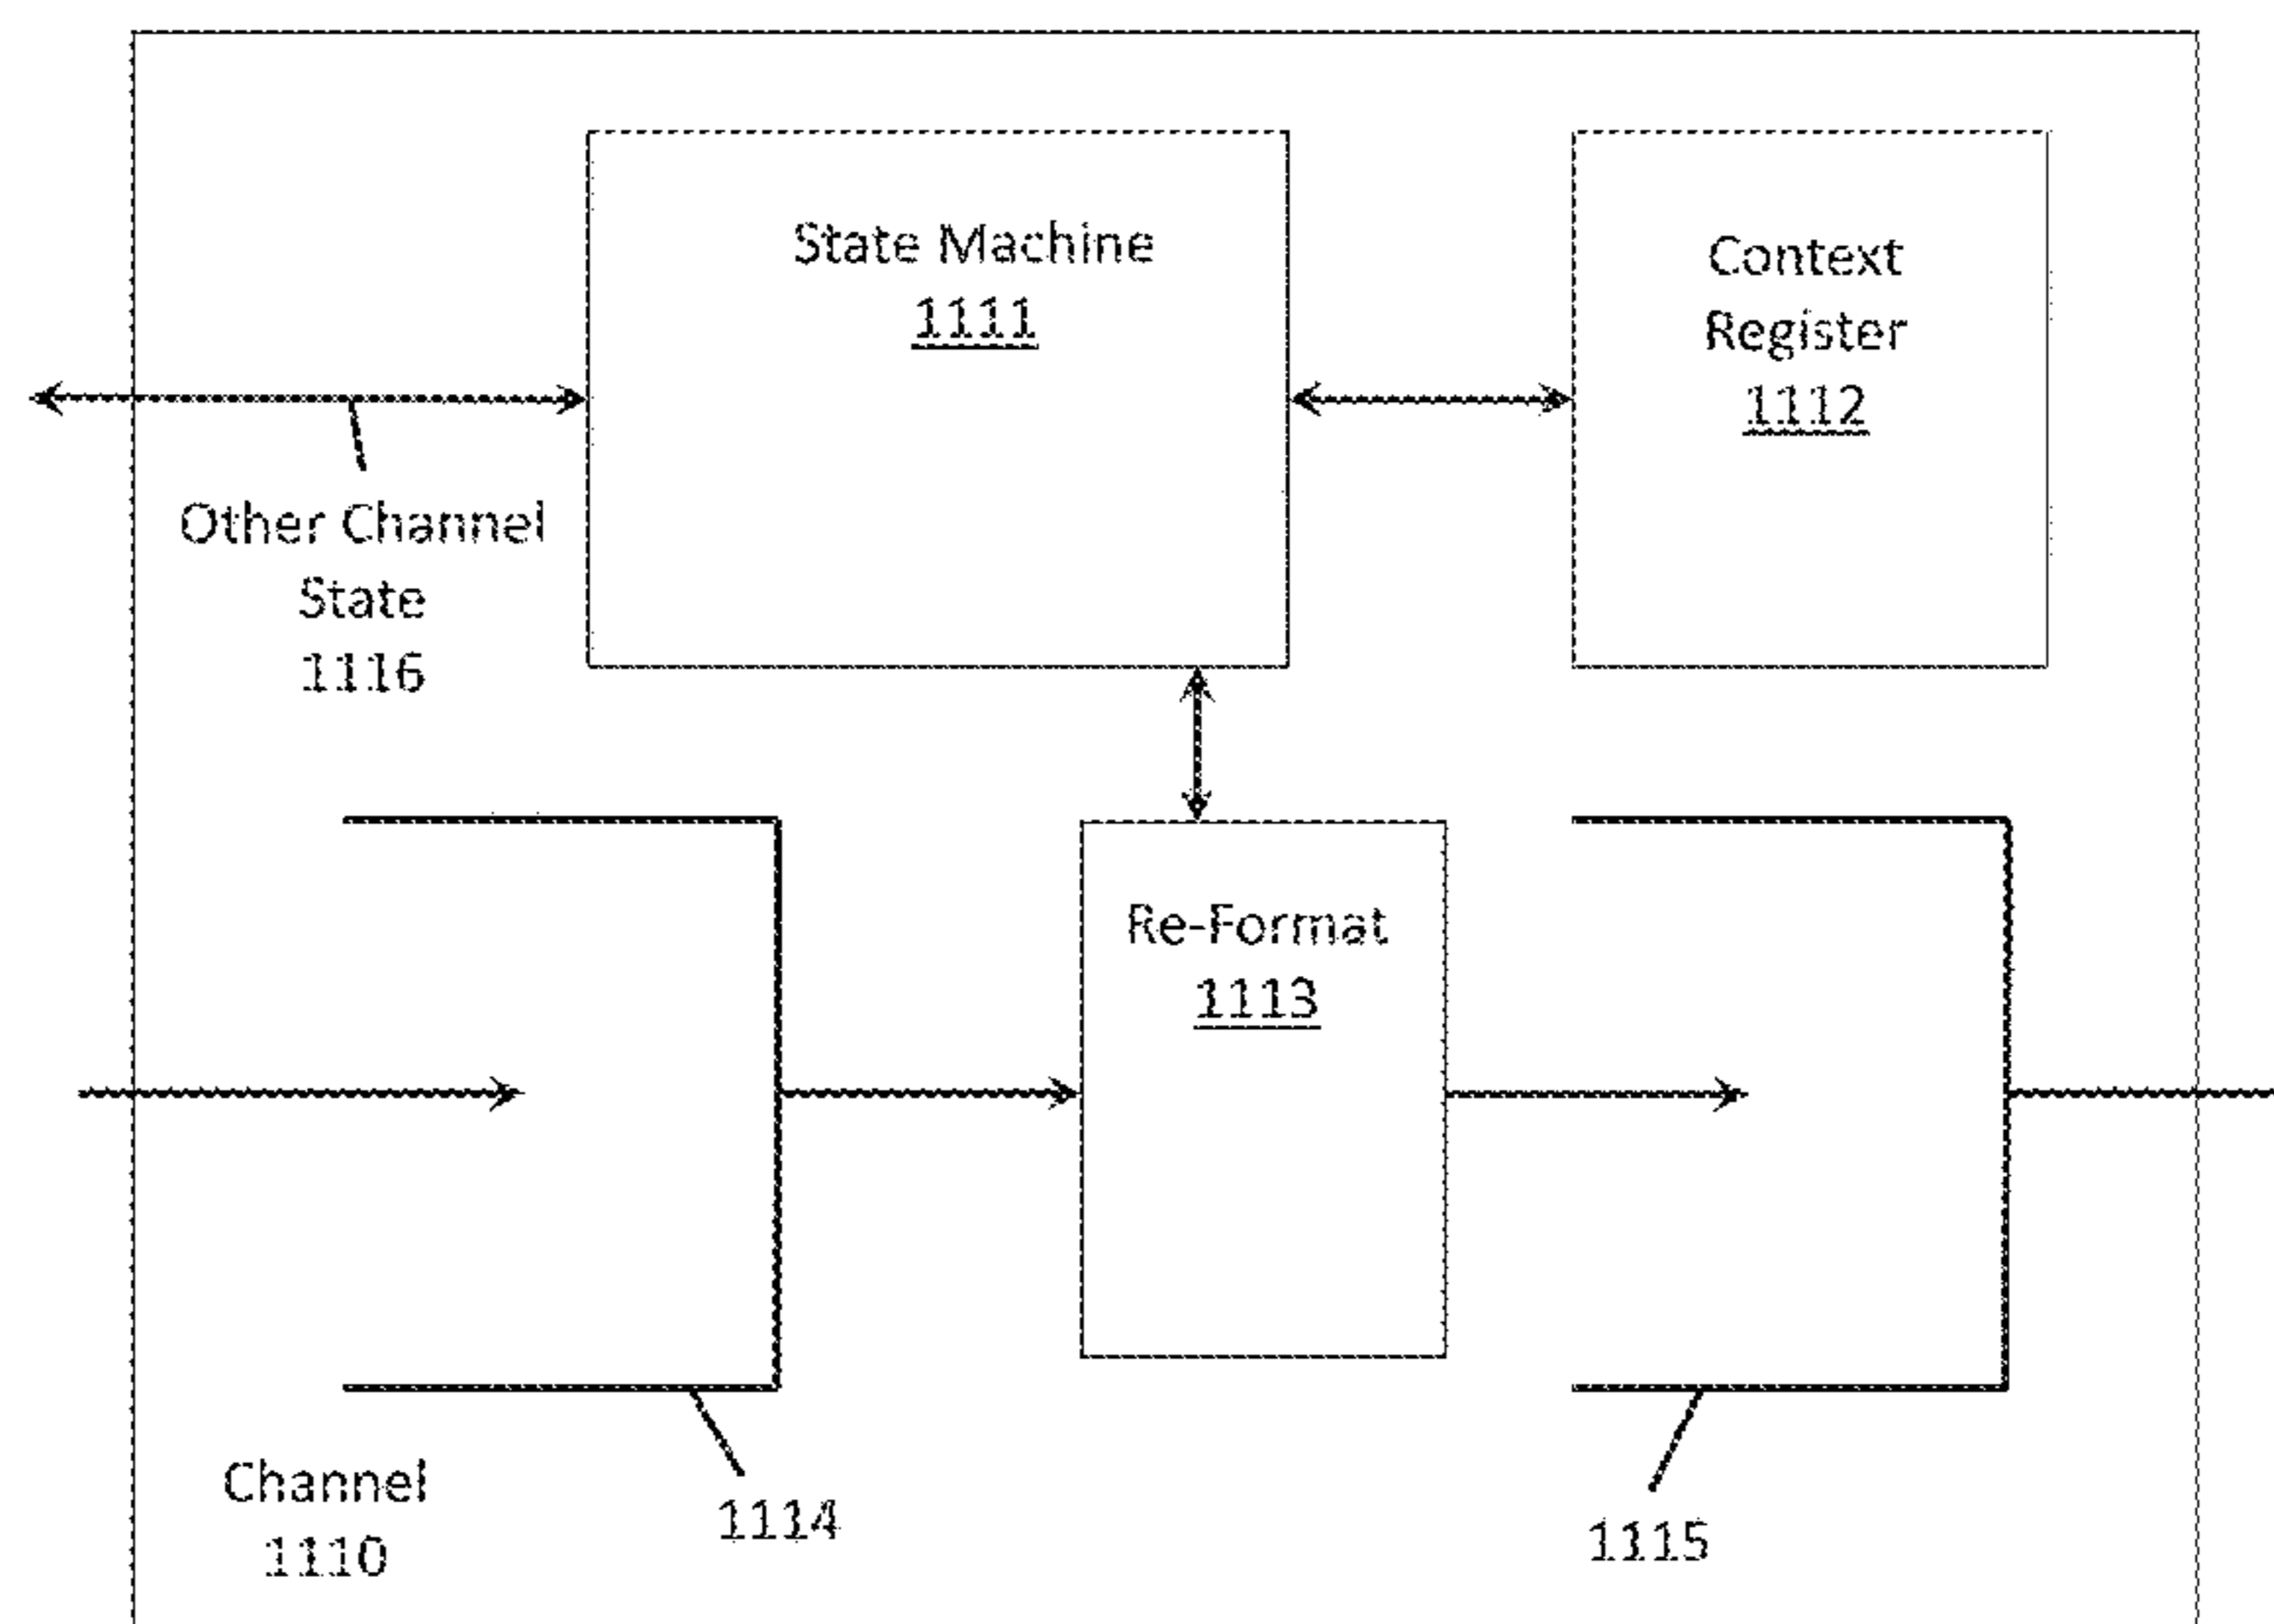 State Machine
1111
Context
Register
1112
Other Channel
State
1116
Re-Format
1113
Channel
1110
1114
1115